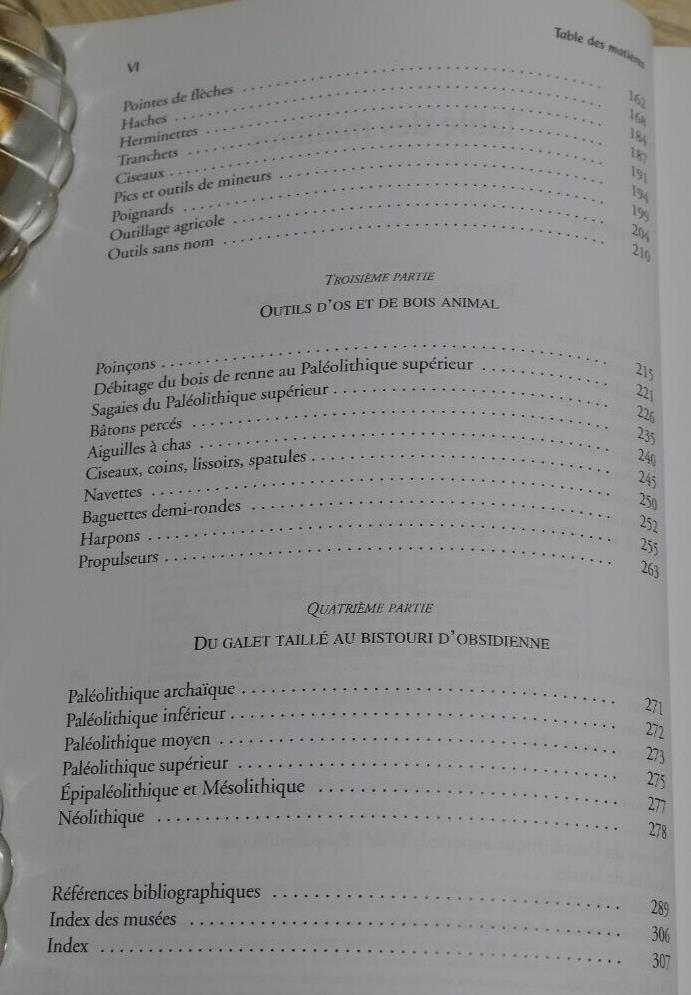 VI
Table des matières
Pointes de flèches 162
Haches 168
Herminettes 184
Tranchets 187
Ciseaux 191
Pics et outils de mineurs 194
Poignards 199
Outillage agricole 204
Outils sans nom 210
TROISIÈME PARTIE
OUTILS D'OS ET DE BOIS ANIMAL
Poinçons 215
Débitage du bois de renne au Paléolithique supérieur 221
Sagaies du Paléolithique supérieur 226
Bâtons percés 235
Aiguilles à chas 240
Ciseaux, coins, lissoirs, spatules 245
Navettes 250
Baguettes demi-rondes 252
Harpons 255
Propulseurs 263
QUATRIÈME PARTIE
DU GALET TAILLÉ AU BISTOURI D'OBSIDIENNE
Paléolithique archaïque 271
Paléolithique inférieur 272
Paléolithique moyen 273
Paléolithique supérieur 275
Épipaléolithique et Mésolithique 277
Néolithique 278
Références bibliographiques 289
Index des musées 306
Index 307